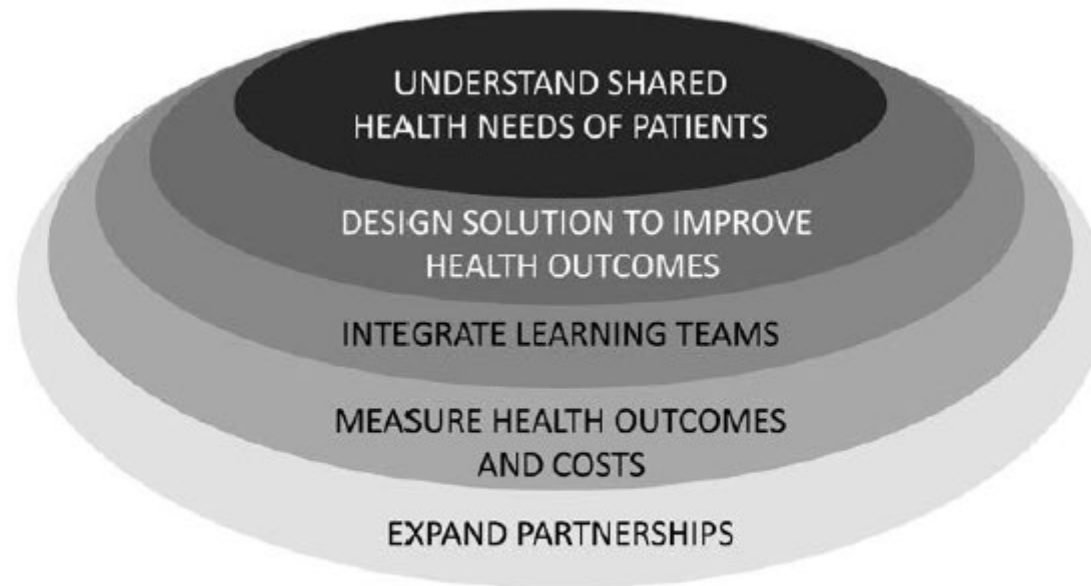 UNDERSTAND SHARED
HEALTH NEEDS OF PATIENTS
DESIGN SOLUTION TO IMPROVE
HEALTH OUTCOMES
INTEGRATE LEARNING TEAMS
MEASURE HEALTH OUTCOMES
AND COSTS
EXPAND PARTNERSHIPS